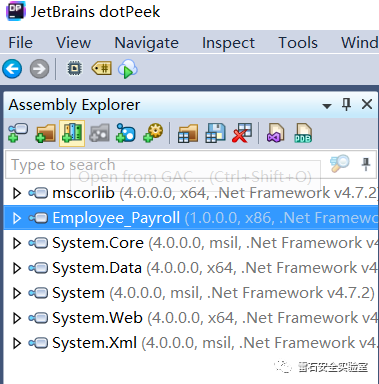 DP JetBrains dotPeek
File View Navigate Inspect Tools Wind
Assembly Explorer
PDB
Type to search
Open from GAC... (Ctrl+Shift+O)
mscorlib (4.0.0.0, x64, .Net Framework v4.7.2)
Employee_Payroll (1.0.0.0, x86, .Net Framewo
System.Core (4.0.0.0, msil, .Net Framework v4
System.Data (4.0.0.0, x64, .Net Framework v4
System (4.0.0.0, msil, .Net Framework v4.7.2)
System.Web (4.0.0.0, x64, .Net Framework v4
System.Xml (4.0.0.0, msil, .Net Framework v4
雷石安全实验室